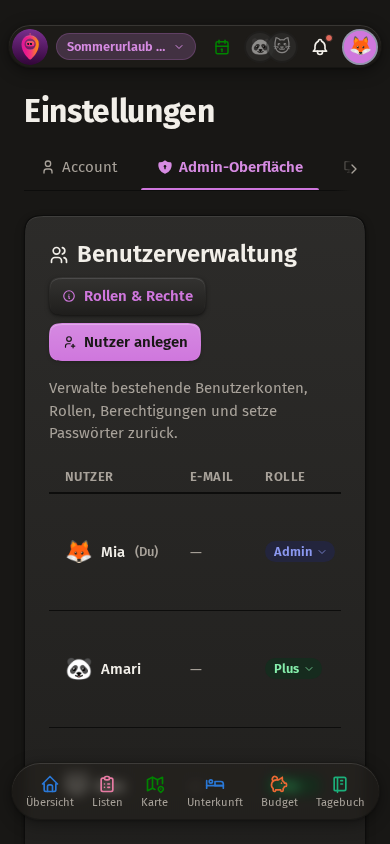 Sommerurlaub ...
Einstellungen
Account
Admin-Oberfläche
Benutzerverwaltung
Rollen & Rechte
Nutzer anlegen
Verwalte bestehende Benutzerkonten,
Rollen, Berechtigungen und setze
Passwörter zurück.
NUTZER E-MAIL ROLLE
Mia (Du) — Admin
Amari — Plus
Übersicht Listen Karte Unterkunft Budget Tagebuch